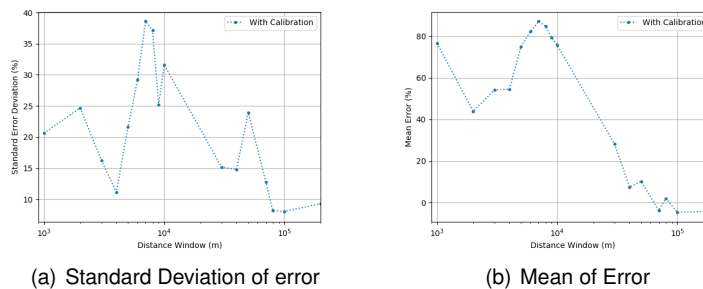 40
35
30
25
20
15
10
Standard Error Deviation (%)
With Calibration
10³
10⁴
10⁵
Distance Window (m)
(a) Standard Deviation of error
80
60
40
20
0
Mean Error (%)
With Calibration
10³
10⁴
10⁵
Distance Window (m)
(b) Mean of Error